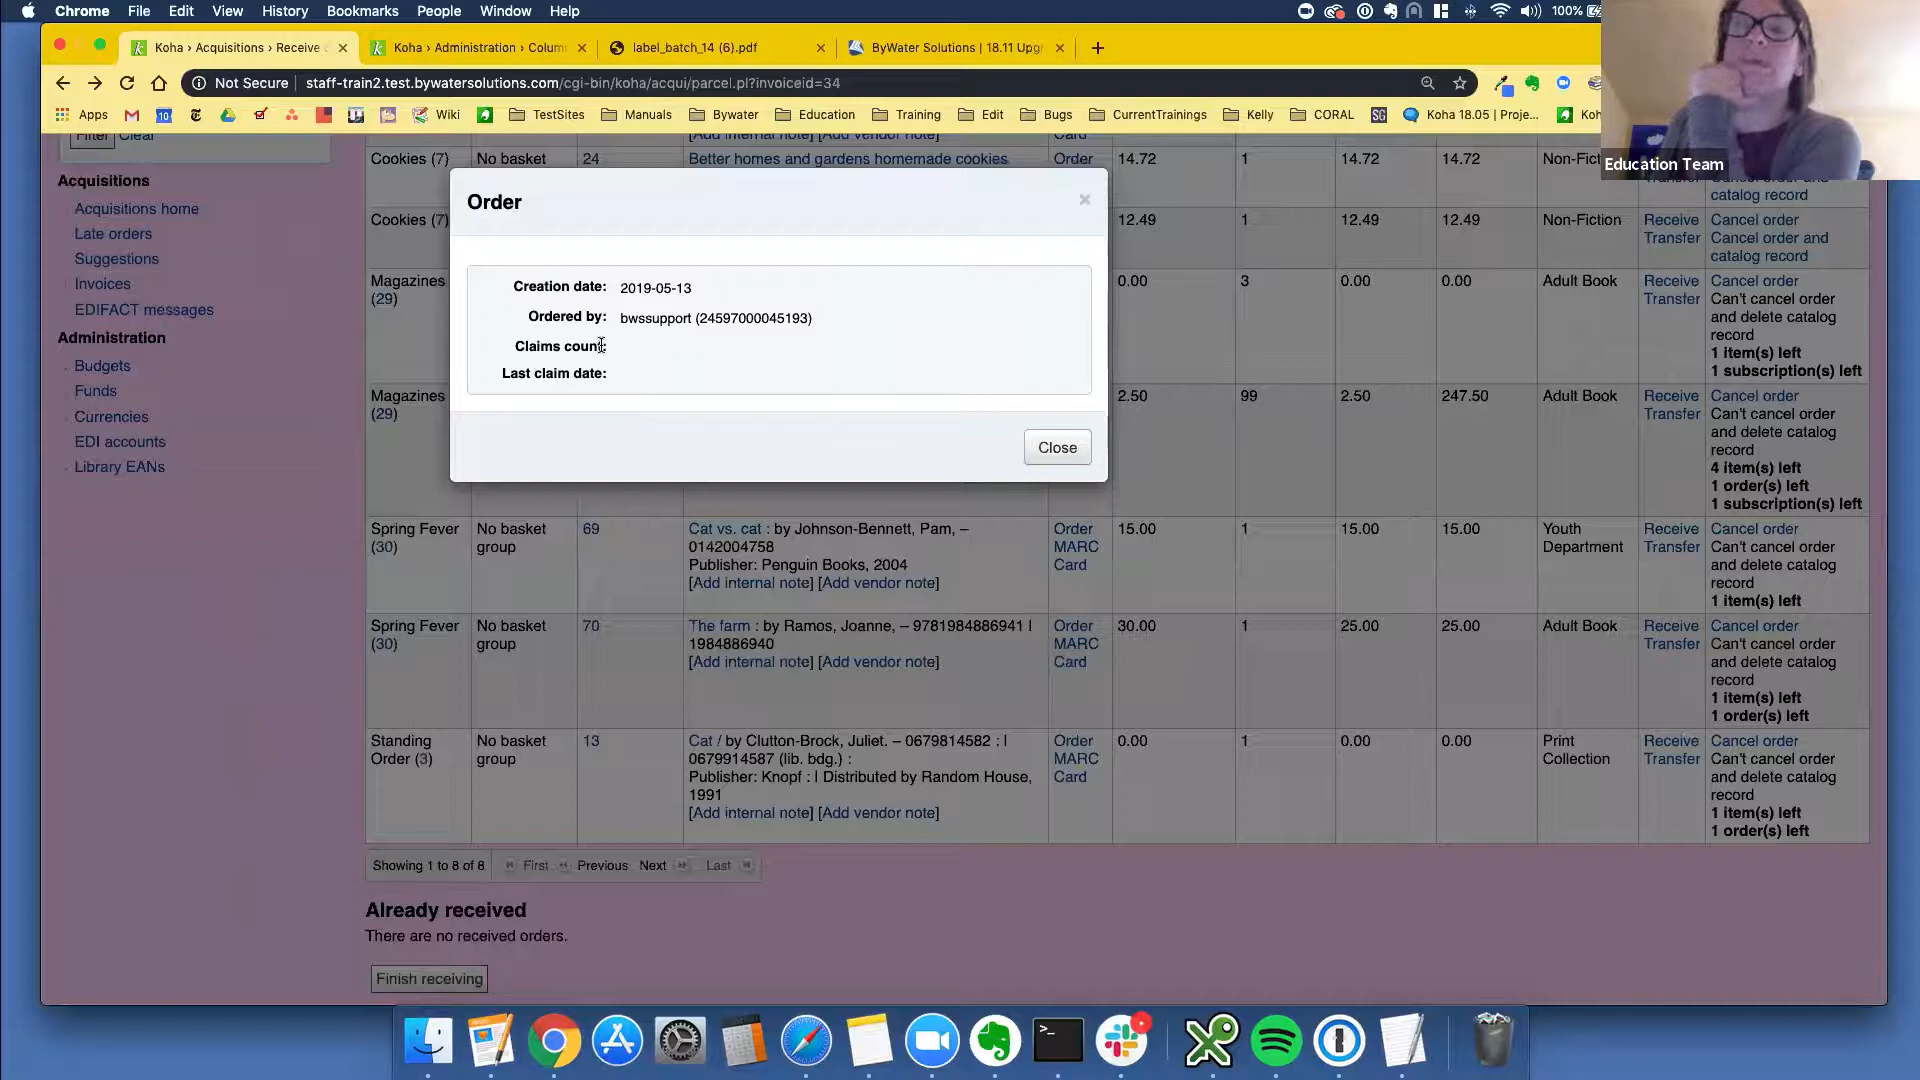 Chrome File Edit View History Bookmarks People Window Help 100%
Koha › Acquisitions › Receive
Koha › Administration › Colum
label_batch_14 (6).pdf
ByWater Solutions | 18.11 Upg
Not Secure | staff-train2.test.bywatersolutions.com/cgi-bin/koha/acqui/parcel.pl?invoiceid=34
Apps Wiki TestSites Manuals Bywater Education Training Edit Bugs CurrentTrainings Kelly CORAL SG Koha 18.05 | Proje... Koh
Education Team
Filter Clear
Acquisitions
Acquisitions home
Late orders
Suggestions
Invoices
EDIFACT messages
Administration
Budgets
Funds
Currencies
EDI accounts
Library EANs
[Add internal note] [Add vendor note] Card
Cookies (7) No basket 24 Better homes and gardens homemade cookies Order 14.72 1 14.72 14.72 Non-Fict
catalog record
Cookies (7) 12.49 1 12.49 12.49 Non-Fiction Receive Cancel order
Transfer Cancel order and
catalog record
Magazines 0.00 3 0.00 0.00 Adult Book Receive Cancel order
(29) Transfer Can't cancel order
and delete catalog
record
1 item(s) left
1 subscription(s) left
Magazines 2.50 99 2.50 247.50 Adult Book Receive Cancel order
(29) Transfer Can't cancel order
and delete catalog
record
4 item(s) left
1 order(s) left
1 subscription(s) left
Order
×
Creation date: 2019-05-13
Ordered by: bwssupport (24597000045193)
Claims count:
Last claim date:
Close
Spring Fever No basket 69 Cat vs. cat : by Johnson-Bennett, Pam, – Order 15.00 1 15.00 15.00 Youth Receive Cancel order
(30) group 0142004758 MARC Department Transfer Can't cancel order
Publisher: Penguin Books, 2004 Card and delete catalog
[Add internal note] [Add vendor note] record
1 item(s) left
Spring Fever No basket 70 The farm : by Ramos, Joanne, – 9781984886941 | Order 30.00 1 25.00 25.00 Adult Book Receive Cancel order
(30) group 1984886940 MARC Transfer Can't cancel order
[Add internal note] [Add vendor note] Card and delete catalog
record
1 item(s) left
1 order(s) left
Standing No basket 13 Cat / by Clutton-Brock, Juliet. – 0679814582 : | Order 0.00 1 0.00 0.00 Print Receive Cancel order
Order (3) group 0679914587 (lib. bdg.) : MARC Collection Transfer Can't cancel order
Publisher: Knopf : | Distributed by Random House, Card and delete catalog
1991 record
[Add internal note] [Add vendor note] 1 item(s) left
1 order(s) left
Showing 1 to 8 of 8 First Previous Next Last
Already received
There are no received orders.
Finish receiving